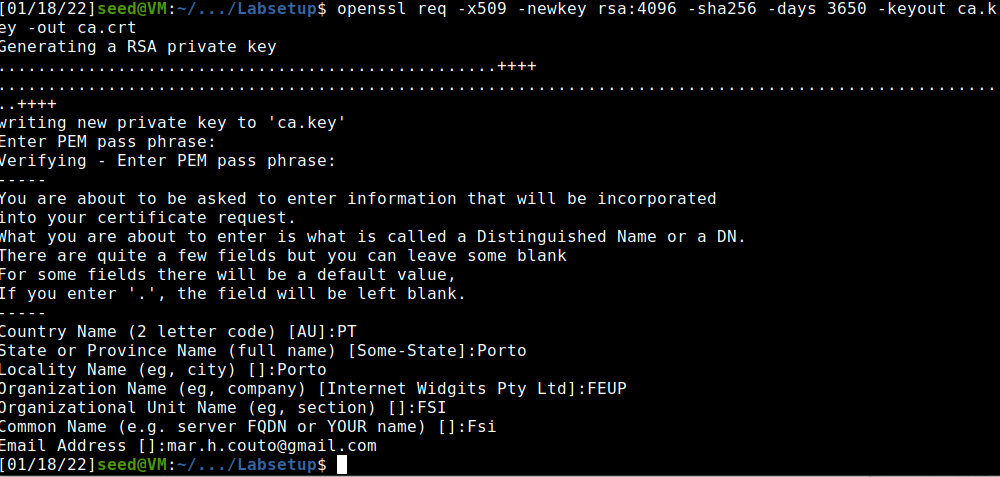 [01/18/22]seed@VM:~/.../Labsetup$ openssl req -x509 -newkey rsa:4096 -sha256 -days 3650 -keyout ca.k
ey -out ca.crt
Generating a RSA private key
..................................................++++
....................................................................................................
..++++
writing new private key to 'ca.key'
Enter PEM pass phrase:
Verifying - Enter PEM pass phrase:
-----
You are about to be asked to enter information that will be incorporated
into your certificate request.
What you are about to enter is what is called a Distinguished Name or a DN.
There are quite a few fields but you can leave some blank
For some fields there will be a default value,
If you enter '.', the field will be left blank.
-----
Country Name (2 letter code) [AU]:PT
State or Province Name (full name) [Some-State]:Porto
Locality Name (eg, city) []:Porto
Organization Name (eg, company) [Internet Widgits Pty Ltd]:FEUP
Organizational Unit Name (eg, section) []:FSI
Common Name (e.g. server FQDN or YOUR name) []:Fsi
Email Address []:mar.h.couto@gmail.com
[01/18/22]seed@VM:~/.../Labsetup$